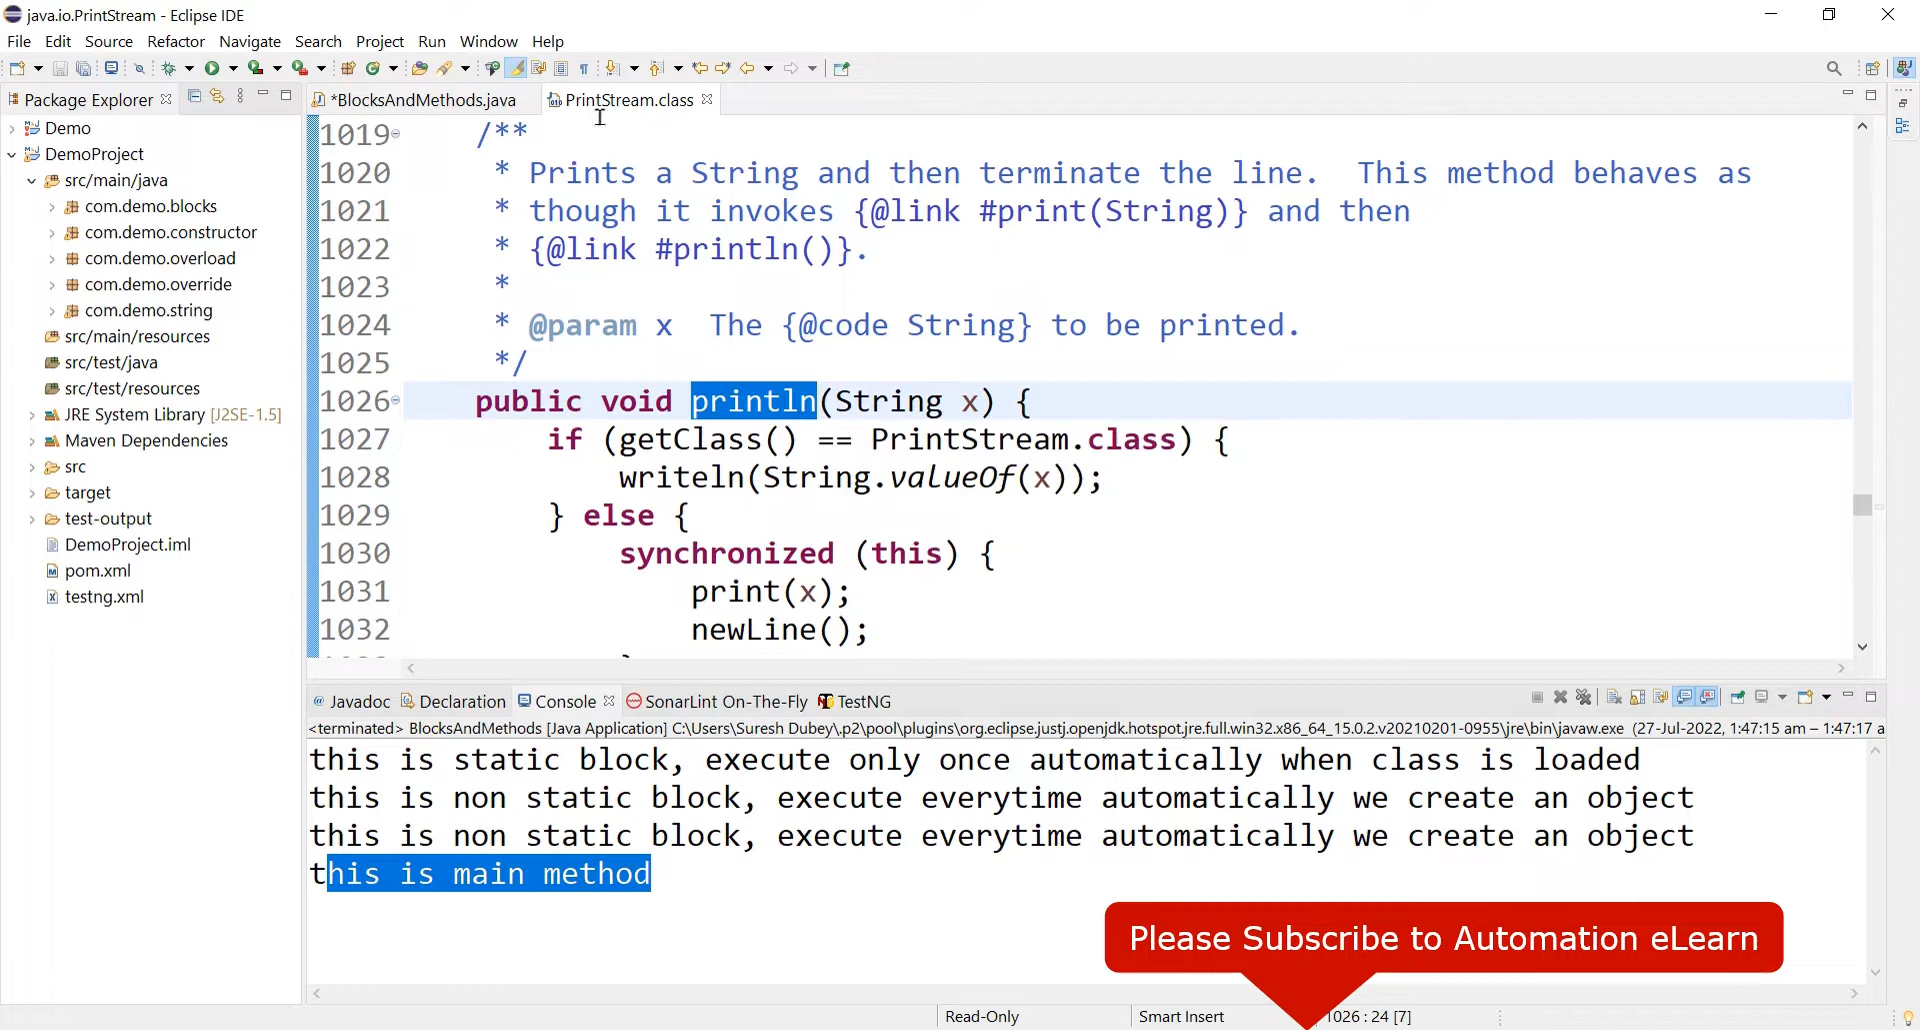 java.io.PrintStream - Eclipse IDE
File Edit Source Refactor Navigate Search Project Run Window Help
Package Explorer
*BlocksAndMethods.java
PrintStream.class
Demo
DemoProject
src/main/java
com.demo.blocks
com.demo.constructor
com.demo.overload
com.demo.override
com.demo.string
src/main/resources
src/test/java
src/test/resources
JRE System Library [J2SE-1.5]
Maven Dependencies
src
target
test-output
DemoProject.iml
pom.xml
testng.xml
1019 /**
1020 * Prints a String and then terminate the line.  This method behaves as
1021 * though it invokes {@link #print(String)} and then
1022 * {@link #println()}.
1023 *
1024 * @param x  The {@code String} to be printed.
1025 */
1026 public void println(String x) {
1027 if (getClass() == PrintStream.class) {
1028 writeln(String.valueOf(x));
1029 } else {
1030 synchronized (this) {
1031 print(x);
1032 newLine();
@ Javadoc Declaration Console SonarLint On-The-Fly TestNG
<terminated> BlocksAndMethods [Java Application] C:\Users\Suresh Dubey\.p2\pool\plugins\org.eclipse.justj.openjdk.hotspot.jre.full.win32.x86_64_15.0.2.v20210201-0955\jre\bin\javaw.exe (27-Jul-2022, 1:47:15 am – 1:47:17 a
this is static block, execute only once automatically when class is loaded
this is non static block, execute everytime automatically we create an object
this is non static block, execute everytime automatically we create an object
this is main method
Please Subscribe to Automation eLearn
Read-Only Smart Insert 1026 : 24 [7]